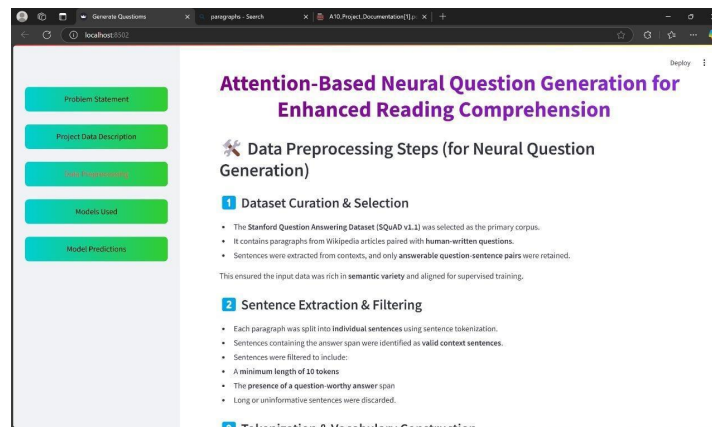 Generate Questions
paragraphs - Search
A10_Project_Documentation[1].p
localhost:8502
Deploy
Problem Statement
Project Data Description
Data Preprocessing
Models Used
Model Predictions
Attention-Based Neural Question Generation for
Enhanced Reading Comprehension
Data Preprocessing Steps (for Neural Question
Generation)
1 Dataset Curation & Selection
• The Stanford Question Answering Dataset (SQuAD v1.1) was selected as the primary corpus.
• It contains paragraphs from Wikipedia articles paired with human-written questions.
• Sentences were extracted from contexts, and only answerable question-sentence pairs were retained.
This ensured the input data was rich in semantic variety and aligned for supervised training.
2 Sentence Extraction & Filtering
• Each paragraph was split into individual sentences using sentence tokenization.
• Sentences containing the answer span were identified as valid context sentences.
• Sentences were filtered to include:
• A minimum length of 10 tokens
• The presence of a question-worthy answer span
• Long or uninformative sentences were discarded.
3 Tokenization & Vocabulary Construction